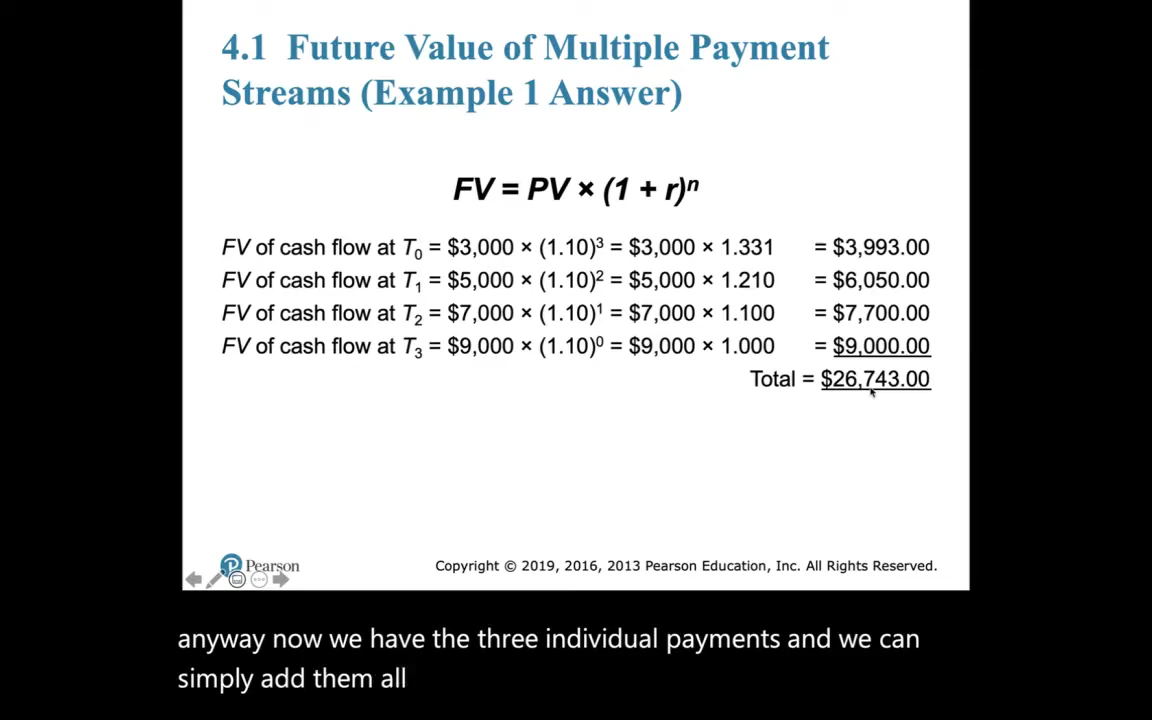 4.1 Future Value of Multiple Payment
Streams (Example 1 Answer)
FV = PV × (1 + r)ⁿ
FV of cash flow at T₀ = $3,000 × (1.10)³ = $3,000 × 1.331 = $3,993.00
FV of cash flow at T₁ = $5,000 × (1.10)² = $5,000 × 1.210 = $6,050.00
FV of cash flow at T₂ = $7,000 × (1.10)¹ = $7,000 × 1.100 = $7,700.00
FV of cash flow at T₃ = $9,000 × (1.10)⁰ = $9,000 × 1.000 = $9,000.00
Total = $26,743.00
Pearson
Copyright © 2019, 2016, 2013 Pearson Education, Inc. All Rights Reserved.
anyway now we have the three individual payments and we can
simply add them all